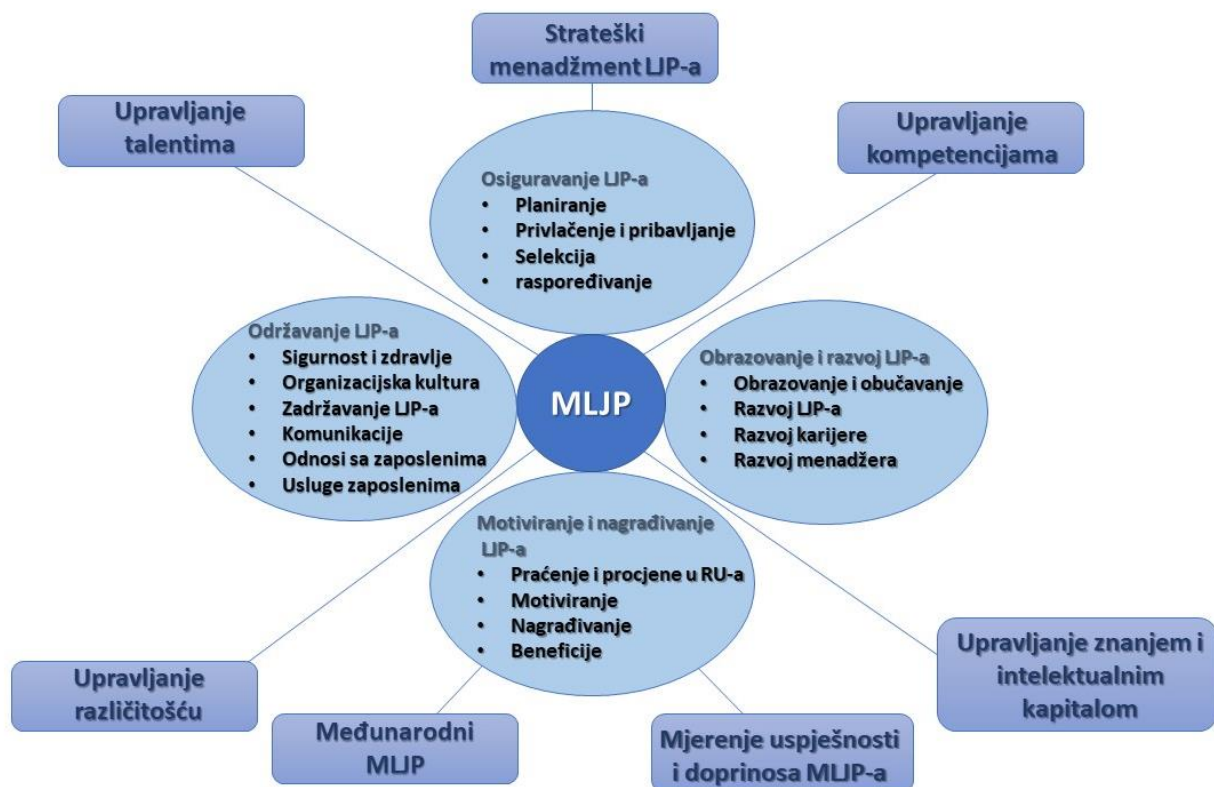 Strateški
menadžment LJP-a
Upravljanje
talentima
Upravljanje
kompetencijama
Osiguravanje LJP-a
• Planiranje
• Privlačenje i pribavljanje
• Selekcija
• raspoređivanje
Održavanje LJP-a
• Sigurnost i zdravlje
• Organizacijska kultura
• Zadržavanje LJP-a
• Komunikacije
• Odnosi sa zaposlenima
• Usluge zaposlenima
MLJP
Obrazovanje i razvoj LJP-a
• Obrazovanje i obučavanje
• Razvoj LJP-a
• Razvoj karijere
• Razvoj menadžera
Motiviranje i nagrađivanje
LJP-a
• Praćenje i procjene u RU-a
• Motiviranje
• Nagrađivanje
• Beneficije
Upravljanje
različitošću
Međunarodni
MLJP
Mjerenje uspješnosti
i doprinosa MLJP-a
Upravljanje znanjem i
intelektualnim
kapitalom